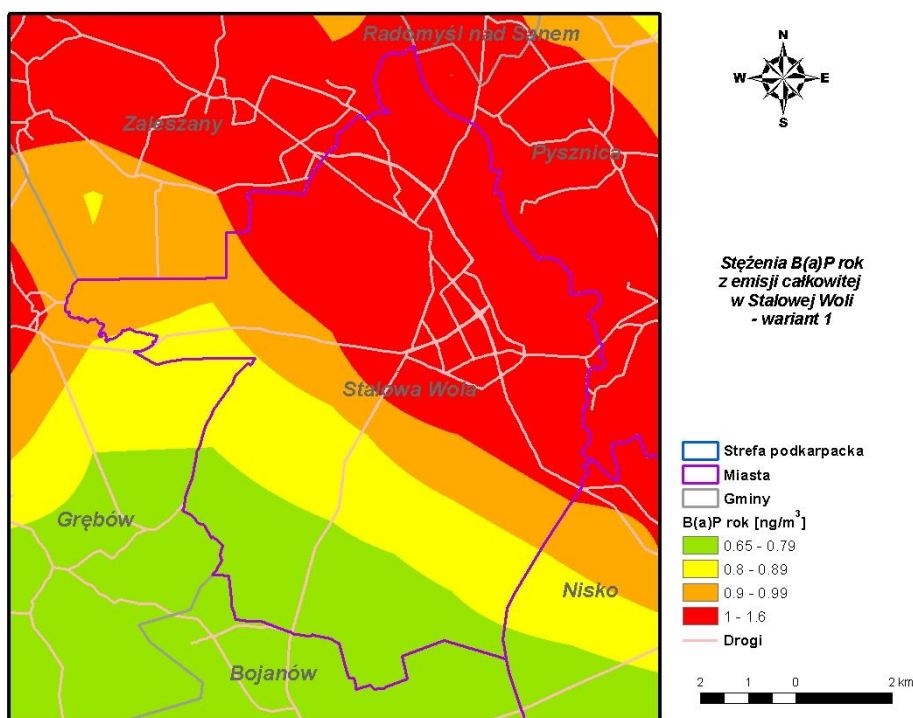 Radomyśl nad Sanem
Zaleszany
Pysznica
Stalowa Wola
Grębów
Nisko
Bojanów
N
W E
S
Stężenia B(a)P rok
z emisji całkowitej
w Stalowej Woli
- wariant 1
Strefa podkarpacka
Miasta
Gminy
B(a)P rok [ng/m³]
0.65 - 0.79
0.8 - 0.89
0.9 - 0.99
1 - 1.6
Drogi
2 1 0 2 km